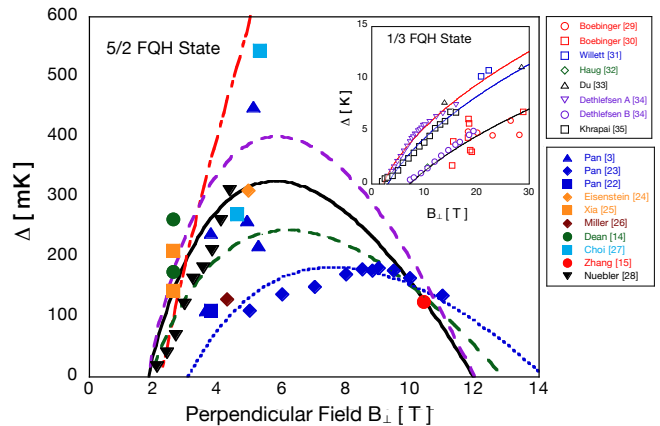 600
500
400
300
200
100
0
Δ [ mK]
5/2 FQH State
0
2
4
6
8
10
12
14
Perpendicular Field B⊥ [ T ]
1/3 FQH State
15
10
5
0
Δ [ K]
0
10
20
30
B⊥ [ T ]
Boebinger [29]
Boebinger [30]
Willett [31]
Haug [32]
Du [33]
Dethlefsen A [34]
Dethlefsen B [34]
Khrapai [35]
Pan [3]
Pan [23]
Pan [22]
Eisenstein [24]
Xia [25]
Miller [26]
Dean [14]
Choi [27]
Zhang [15]
Nuebler [28]